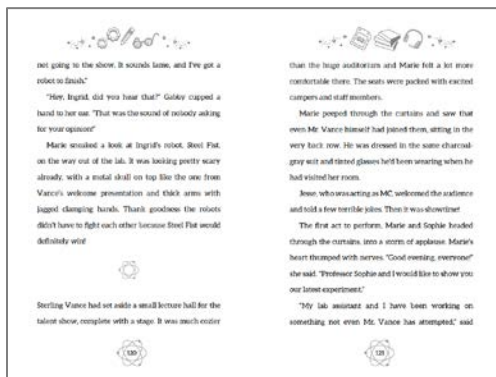 not going to the show. It sounds lame, and I've got a
robot to finish."
"Hey, Ingrid, did you hear that?" Gabby cupped a
hand to her ear. "That was the sound of nobody asking
for your opinion!"
Marie sneaked a look at Ingrid's robot, Steel Fist,
on the way out of the lab. It was looking pretty scary
already, with a metal skull on top like the one from
Vance's welcome presentation and thick arms with
jagged clamping hands. Thank goodness the robots
didn't have to fight each other because Steel Fist would
definitely win!
Sterling Vance had set aside a small lecture hall for the
talent show, complete with a stage. It was much cozier
120
than the huge auditorium and Marie felt a lot more
comfortable there. The seats were packed with excited
campers and staff members.
Marie peeped through the curtains and saw that
even Mr. Vance himself had joined them, sitting in the
very back row. He was dressed in the same charcoal-
gray suit and tinted glasses he'd been wearing when he
had visited her room.
Jesse, who was acting as MC, welcomed the audience
and told a few terrible jokes. Then it was showtime!
The first act to perform, Marie and Sophie headed
through the curtains, into a storm of applause. Marie's
heart thumped with nerves. "Good evening, everyone!"
she said. "Professor Sophie and I would like to show you
our latest experiment."
"My lab assistant and I have been working on
something not even Mr. Vance has attempted," said
121